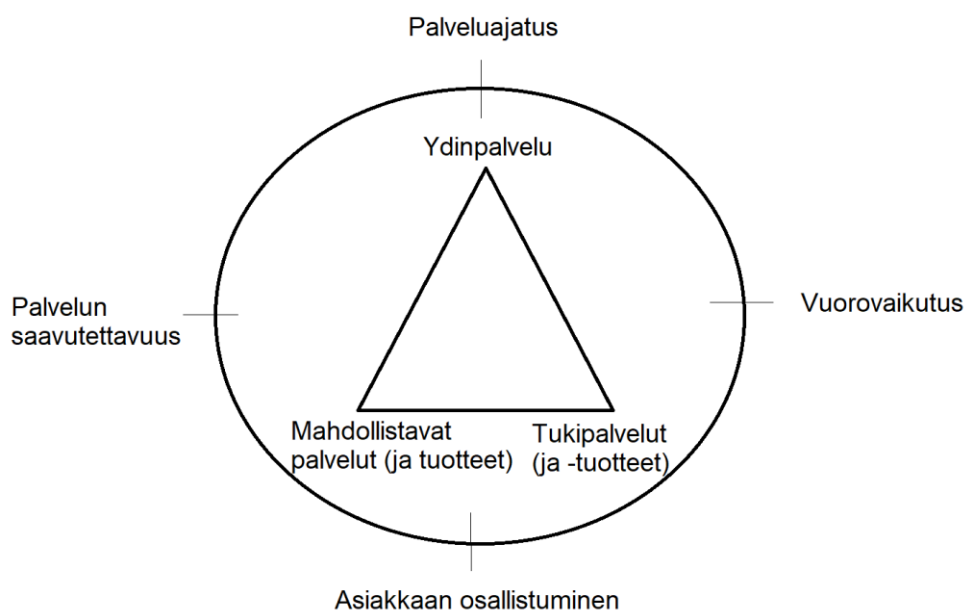 Palveluajatus
Ydinpalvelu
Palvelun
saavutettavuus
Vuorovaikutus
Mahdollistavat
palvelut (ja tuotteet)
Tukipalvelut
(ja -tuotteet)
Asiakkaan osallistuminen